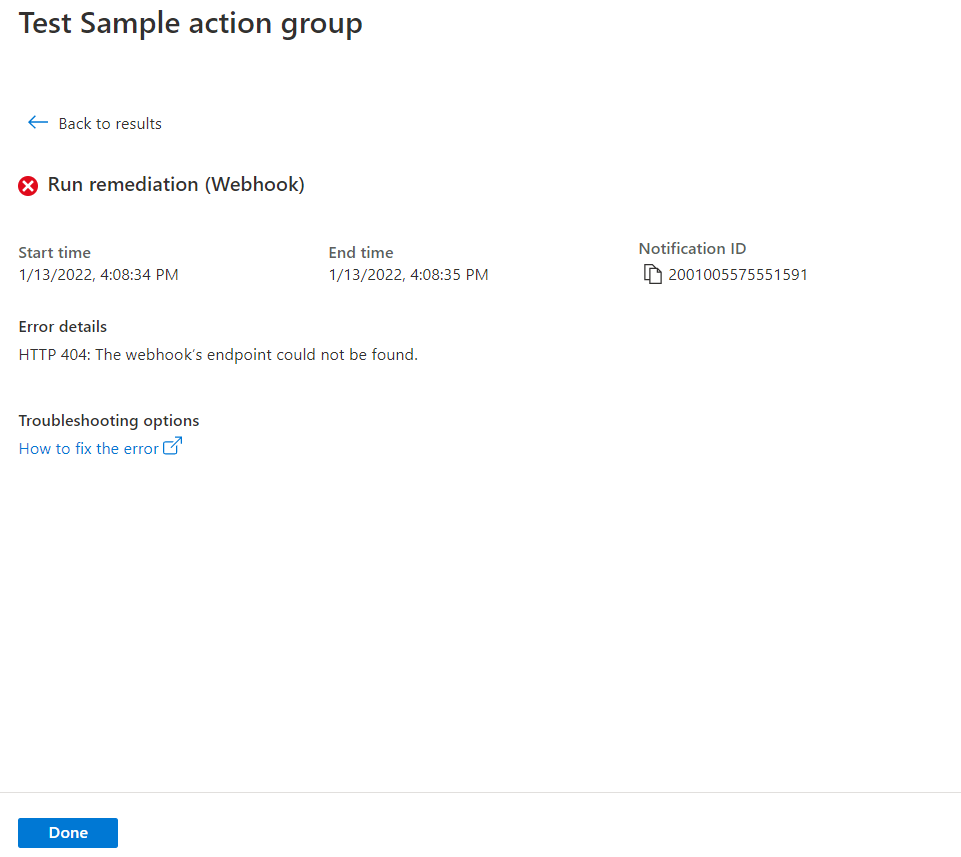 Test Sample action group
Back to results
Run remediation (Webhook)
Start time
1/13/2022, 4:08:34 PM
End time
1/13/2022, 4:08:35 PM
Notification ID
2001005575551591
Error details
HTTP 404: The webhook's endpoint could not be found.
Troubleshooting options
How to fix the error
Done